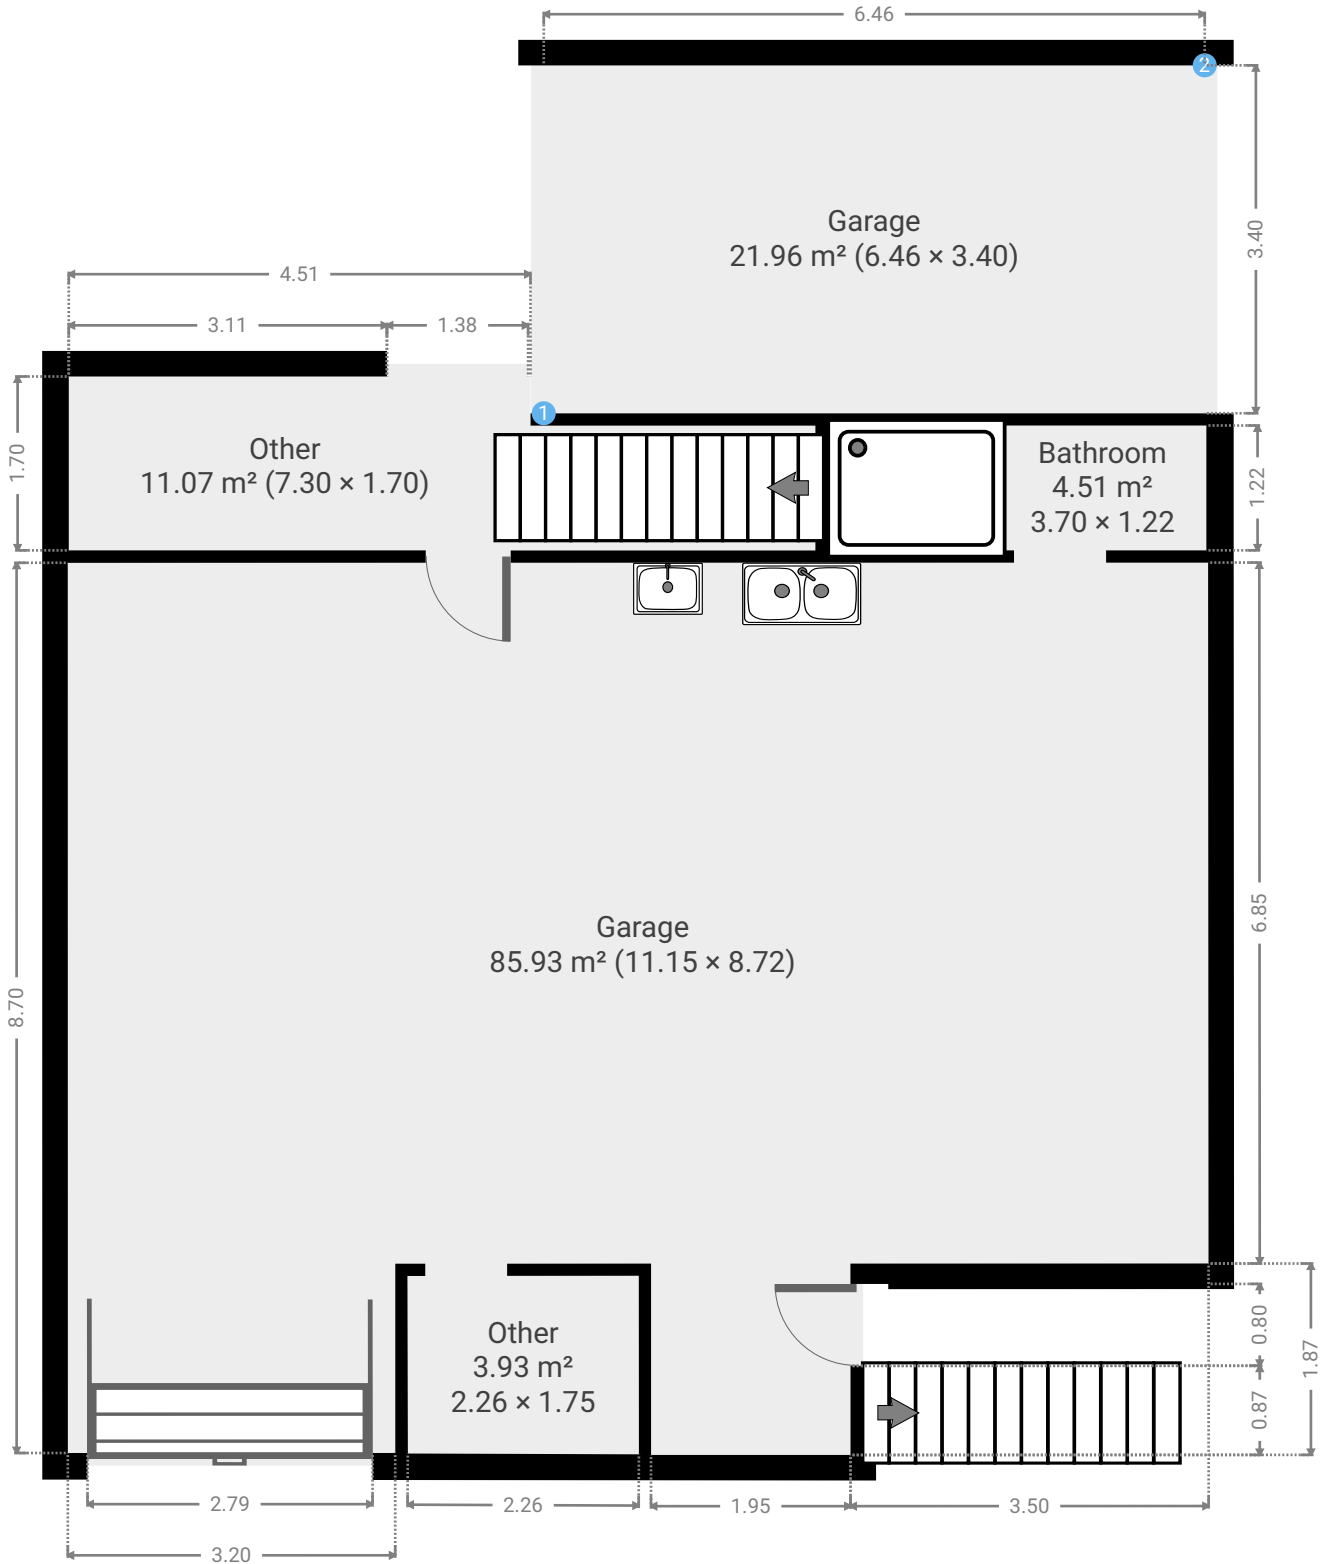 6.46
2
Garage
21.96 m² (6.46 × 3.40)
3.40
4.51
3.11
1.38
1
Other
11.07 m² (7.30 × 1.70)
1.70
Bathroom
4.51 m²
3.70 × 1.22
1.22
Garage
85.93 m² (11.15 × 8.72)
8.70
6.85
Other
3.93 m²
2.26 × 1.75
0.80
1.87
0.87
2.79
2.26
1.95
3.50
3.20